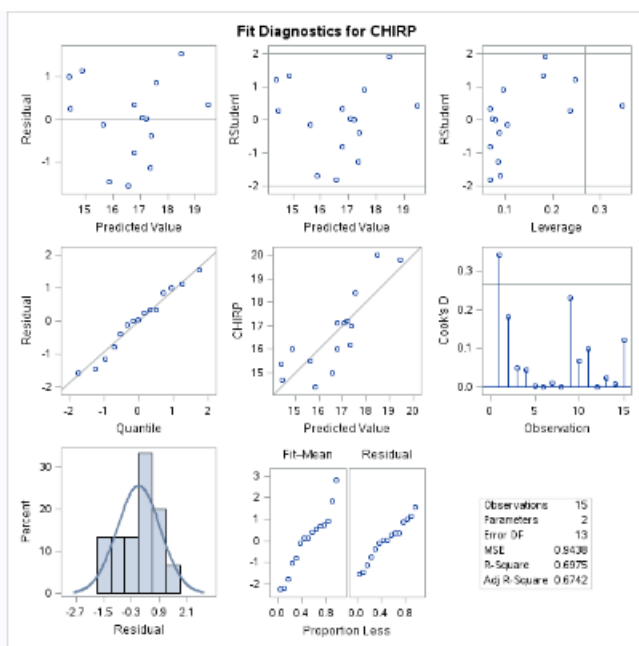 Fit Diagnostics for CHIRP
Residual
1
0
-1
15 16 17 18 19
Predicted Value
RStudent
2
1
0
-1
-2
15 16 17 18 19
Predicted Value
RStudent
2
1
0
-1
-2
0.1 0.2 0.3
Leverage
Residual
2
1
0
-1
-2
-2 -1 0 1 2
Quantile
CHIRP
20
19
18
17
16
15
14 15 16 17 18 19 20
Predicted Value
Cook's D
0.3
0.2
0.1
0.0
0 5 10 15
Observation
Percent
30
20
10
0
-2.7 -1.5 -0.3 0.9 2.1
Residual
Fit–Mean Residual
3
2
1
0
-1
-2
0.0 0.4 0.8 0.0 0.4 0.8
Proportion Less
Observations 15
Parameters 2
Error DF 13
MSE 0.9438
R-Square 0.6975
Adj R-Square 0.6742